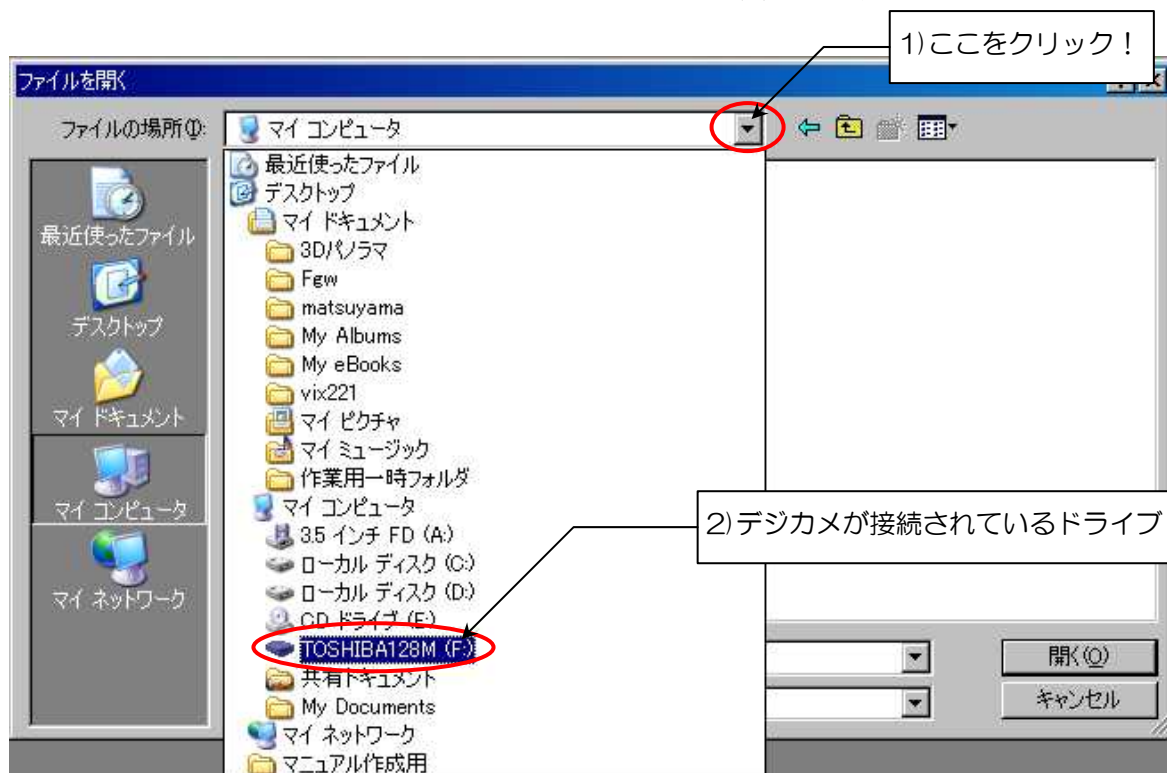 1)ここをクリック！
ファイルを開く
ファイルの場所(I):
マイ コンピュータ
最近使ったファイル
デスクトップ
マイ ドキュメント
3Dパノラマ
Fgw
matsuyama
My Albums
My eBooks
vix221
マイ ピクチャ
マイ ミュージック
作業用一時フォルダ
マイ コンピュータ
3.5 インチ FD (A:)
ローカル ディスク (C:)
ローカル ディスク (D:)
CD ドライブ (E:)
TOSHIBA128M (F:)
共有ドキュメント
My Documents
マイ ネットワーク
マニュアル作成用
最近使ったファイル
デスクトップ
マイ ドキュメント
マイ コンピュータ
マイ ネットワーク
2)デジカメが接続されているドライブ
開く(O)
キャンセル